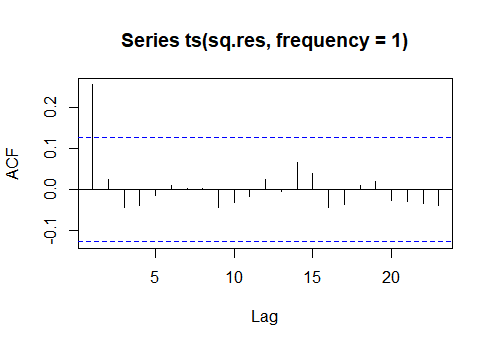 Series ts(sq.res, frequency = 1)
ACF
0.2
0.1
0.0
-0.1
5
10
15
20
Lag